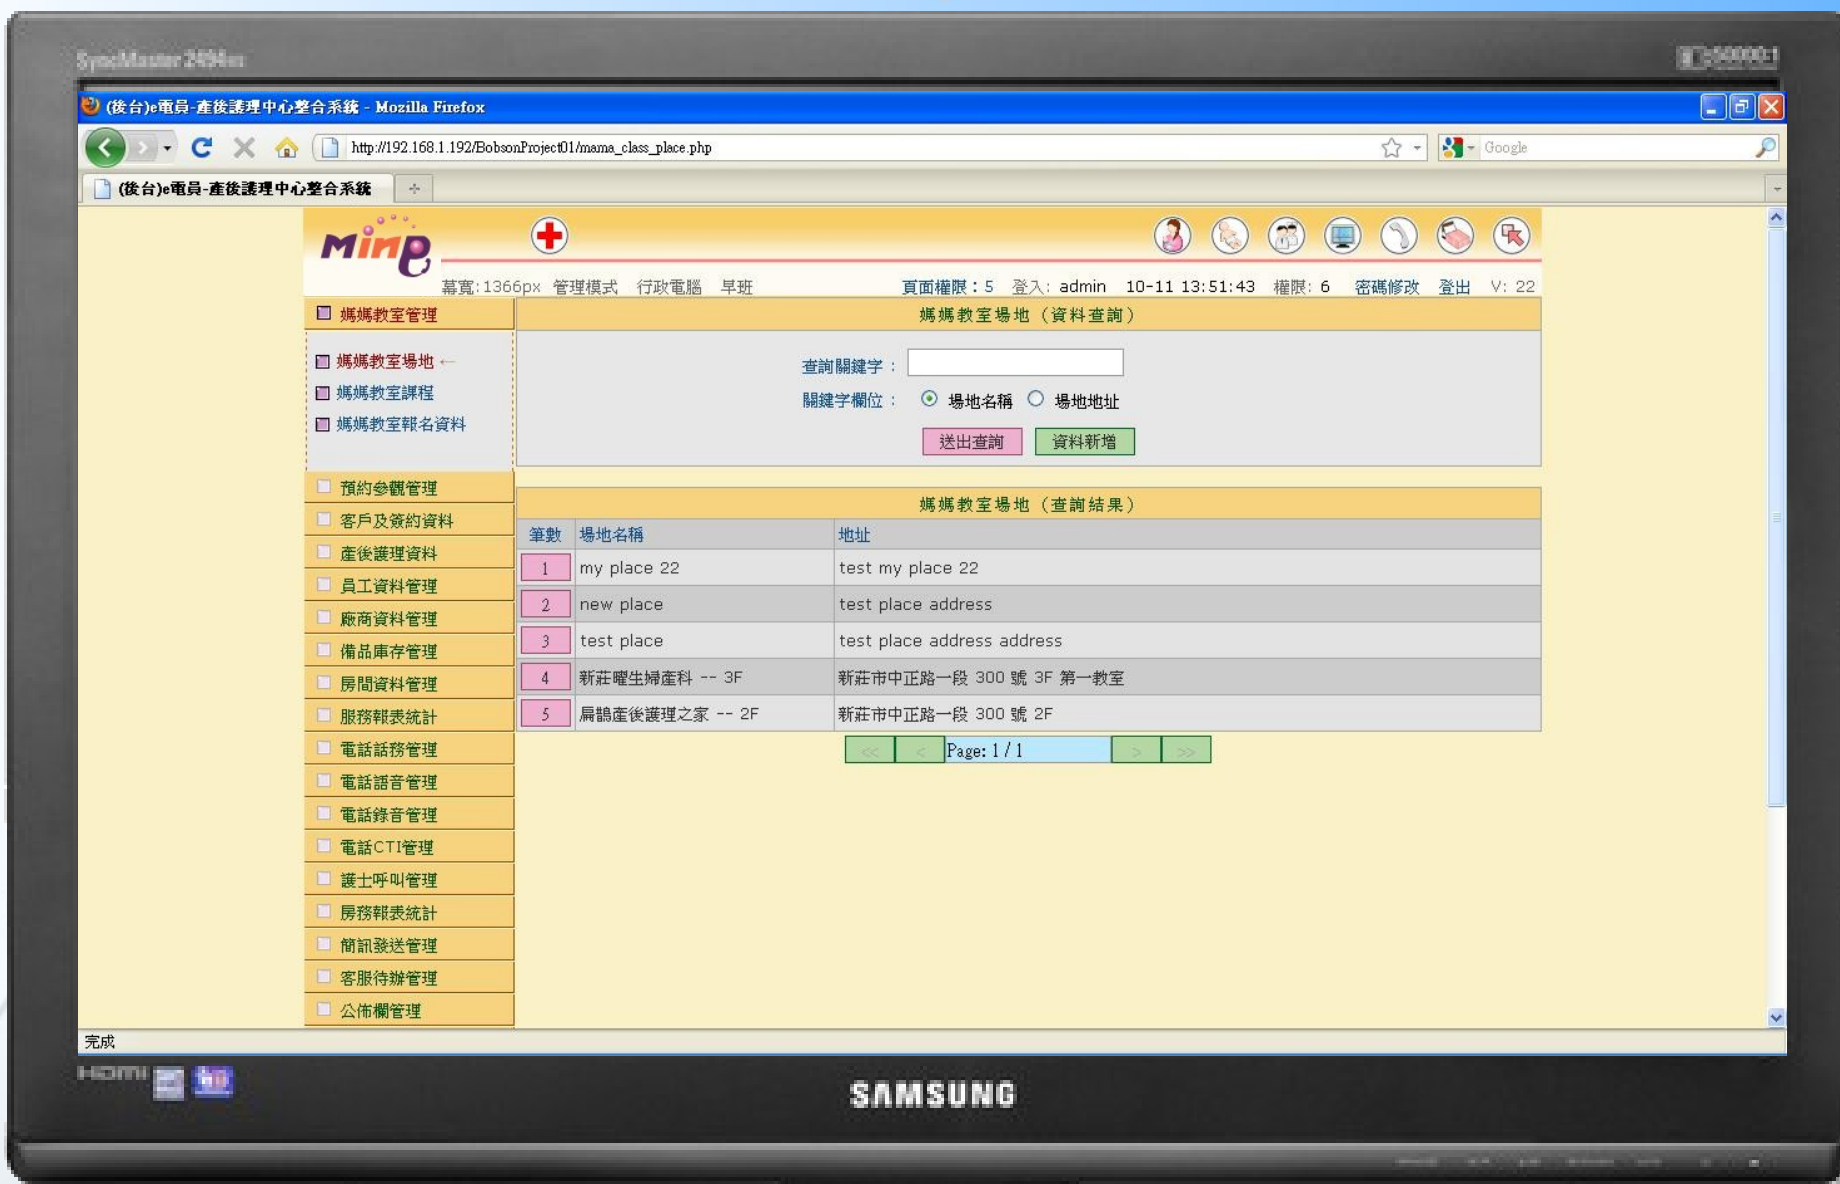 SyncMaster 2494HS
50000:1
(後台)e電員-產後護理中心整合系統 - Mozilla Firefox
http://192.168.1.192/BobsonProject01/mama_class_place.php
Google
(後台)e電員-產後護理中心整合系統
Minpe
幕寬:1366px 管理模式 行政電腦 早班 頁面權限:5 登入: admin 10-11 13:51:43 權限: 6 密碼修改 登出 V: 22
媽媽教室管理
媽媽教室場地 ←
媽媽教室課程
媽媽教室報名資料
預約參觀管理
客戶及簽約資料
產後護理資料
員工資料管理
廠商資料管理
備品庫存管理
房間資料管理
服務報表統計
電話話務管理
電話語音管理
電話錄音管理
電話CTI管理
護士呼叫管理
房務報表統計
簡訊發送管理
客服待辦管理
公佈欄管理
媽媽教室場地 (資料查詢)
查詢關鍵字 :
關鍵字欄位 : 場地名稱 場地地址
送出查詢 資料新增
媽媽教室場地 (查詢結果)
筆數 場地名稱 地址
1 my place 22 test my place 22
2 new place test place address
3 test place test place address address
4 新莊曜生婦產科 -- 3F 新莊市中正路一段 300 號 3F 第一教室
5 扁鵲產後護理之家 -- 2F 新莊市中正路一段 300 號 2F
<< < Page: 1 / 1 > >>
完成
HDMI
SAMSUNG